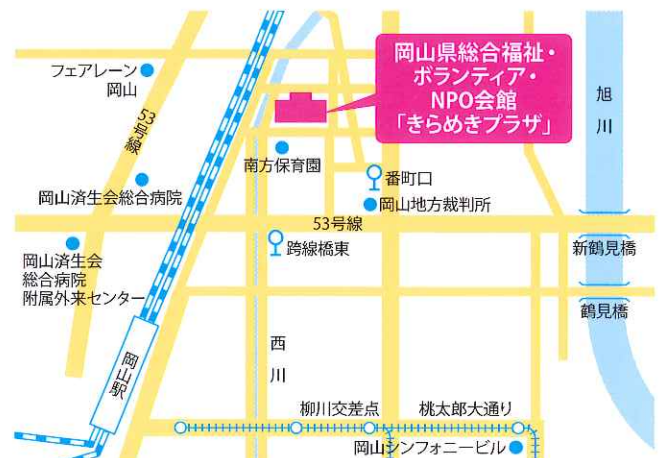 岡山県総合福祉・
ボランティア・
NPO会館
「きらめきプラザ」
フェアレーン
岡山
53号線
旭川
南方保育園
番町口
岡山済生会総合病院
岡山地方裁判所
53号線
跨線橋東
新鶴見橋
岡山済生会
総合病院
附属外来センター
鶴見橋
岡山駅
西川
柳川交差点
桃太郎大通り
岡山シンフォニービル